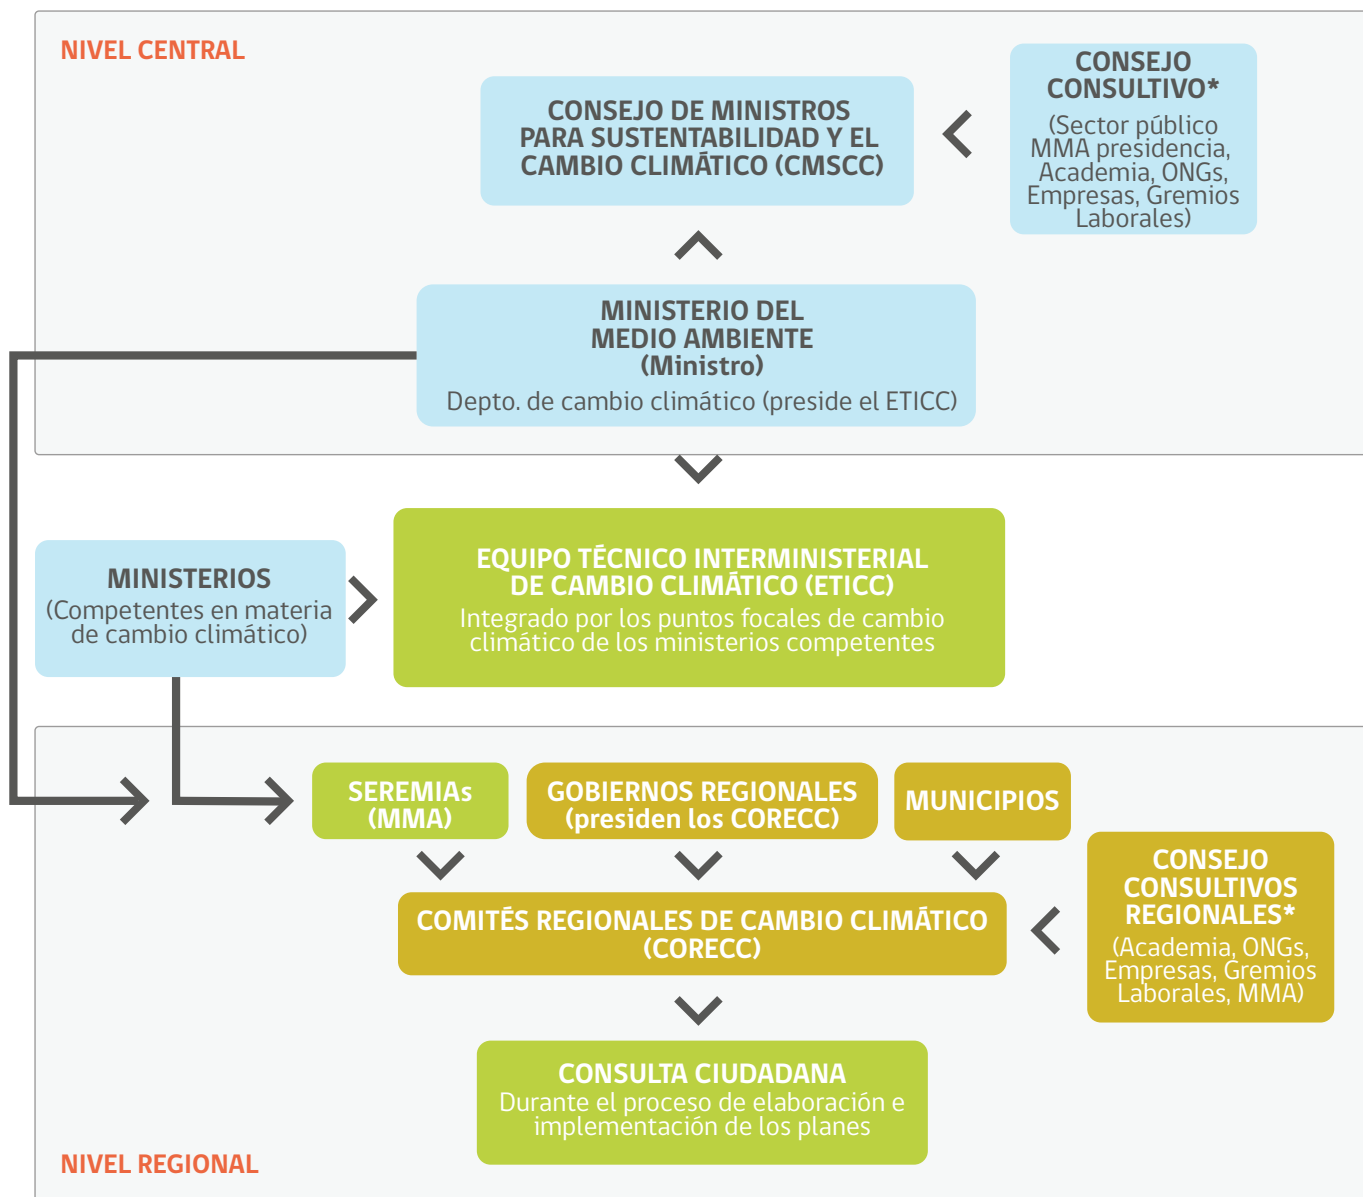 NIVEL CENTRAL
CONSEJO DE MINISTROS
PARA SUSTENTABILIDAD Y EL
CAMBIO CLIMÁTICO (CMSCC)
CONSEJO
CONSULTIVO*
(Sector público
MMA presidencia,
Academia, ONGs,
Empresas, Gremios
Laborales)
MINISTERIO DEL
MEDIO AMBIENTE
(Ministro)
Depto. de cambio climático (preside el ETICC)
MINISTERIOS
(Competentes en materia
de cambio climático)
EQUIPO TÉCNICO INTERMINISTERIAL
DE CAMBIO CLIMÁTICO (ETICC)
Integrado por los puntos focales de cambio
climático de los ministerios competentes
SEREMIAs
(MMA)
GOBIERNOS REGIONALES
(presiden los CORECC)
MUNICIPIOS
COMITÉS REGIONALES DE CAMBIO CLIMÁTICO
(CORECC)
CONSEJO
CONSULTIVOS
REGIONALES*
(Academia, ONGs,
Empresas, Gremios
Laborales, MMA)
CONSULTA CIUDADANA
Durante el proceso de elaboración e
implementación de los planes
NIVEL REGIONAL